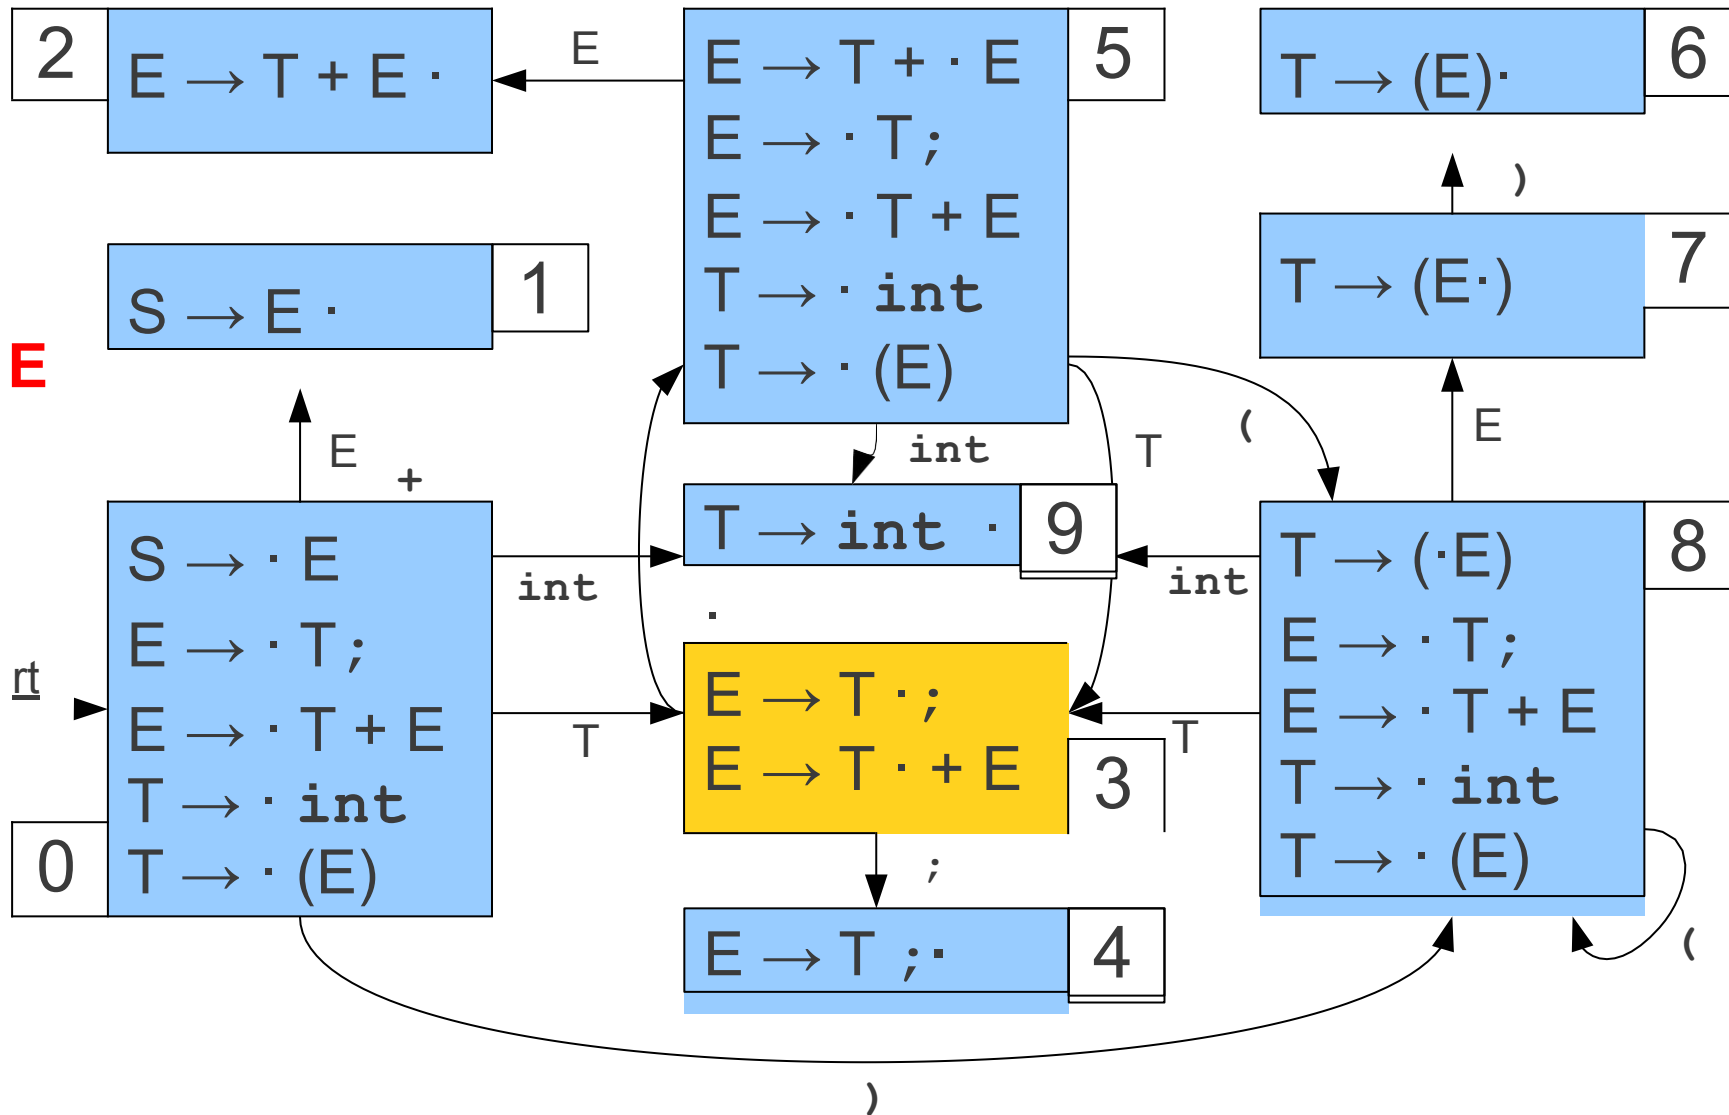 2
E → T + E ·
E
E → T + · E
E → · T ;
E → · T + E
T → · int
T → · (E)
5
T → (E)·
6
)
T → (E·)
7
S → E ·
1
E
E
+
int
T
(
E
T → int ·
9
S → · E
E → · T ;
E → · T + E
T → · int
T → · (E)
0
rt
int
T
·
E → T · ;
E → T · + E
3
;
E → T ; ·
4
int
T
T → (·E)
E → · T ;
E → · T + E
T → · int
T → · (E)
8
(
)